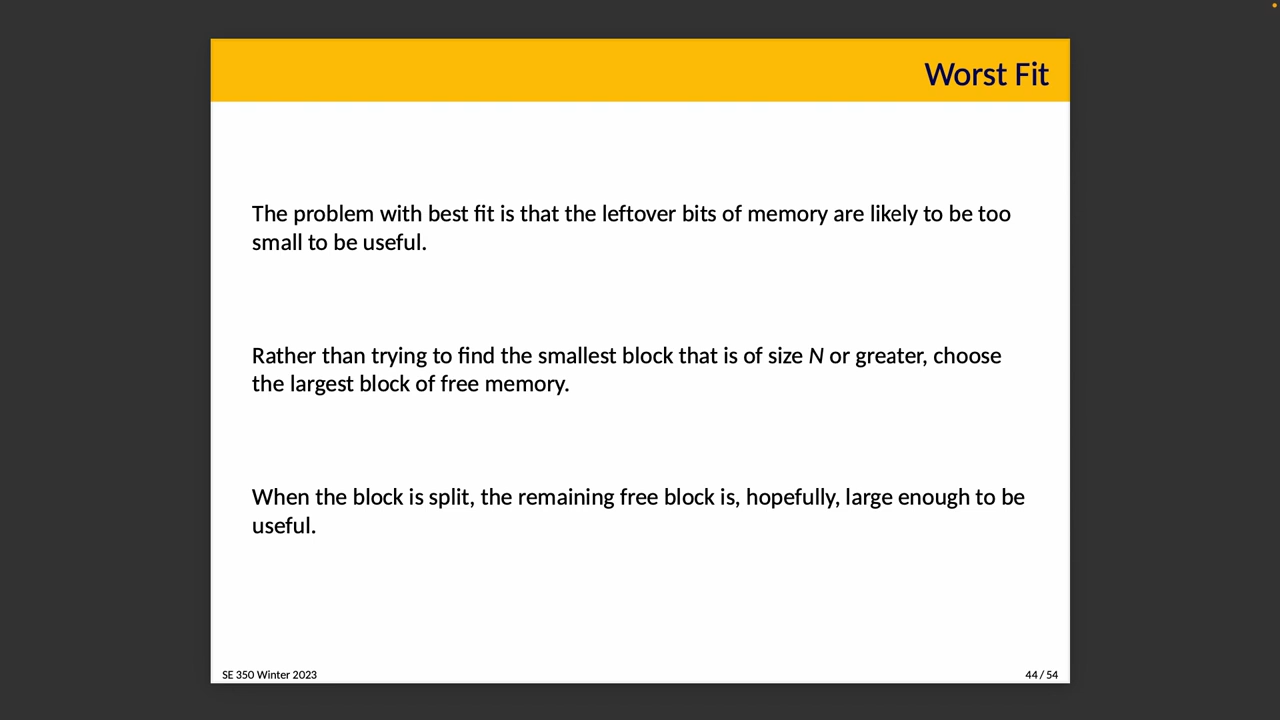 Worst Fit
The problem with best fit is that the leftover bits of memory are likely to be too
small to be useful.
Rather than trying to find the smallest block that is of size N or greater, choose
the largest block of free memory.
When the block is split, the remaining free block is, hopefully, large enough to be
useful.
SE 350 Winter 2023
44 / 54